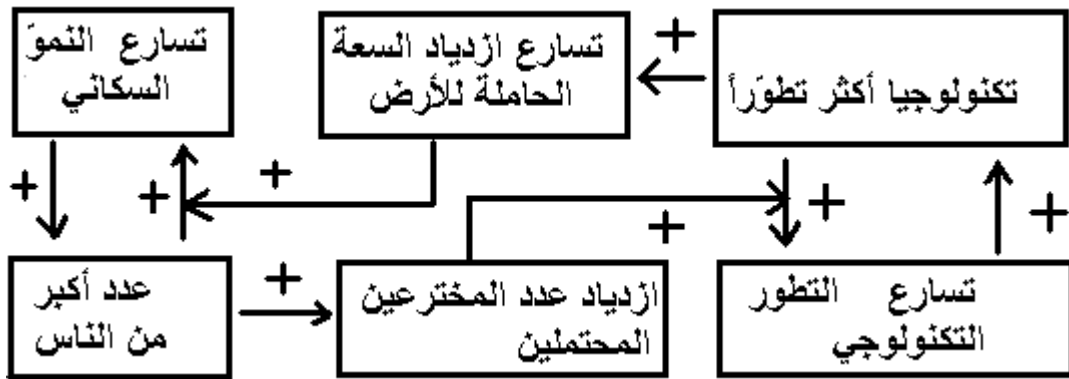 تكنولوجيا أكثر تطوّراً
تسارع ازدياد السعة
الحاملة للأرض
تسارع النموّ
السكاني
+
+
+
+
+
+
+
+
تسارع التطور
التكنولوجي
ازدياد عدد المخترعين
المحتملين
+
عدد أكبر
من الناس